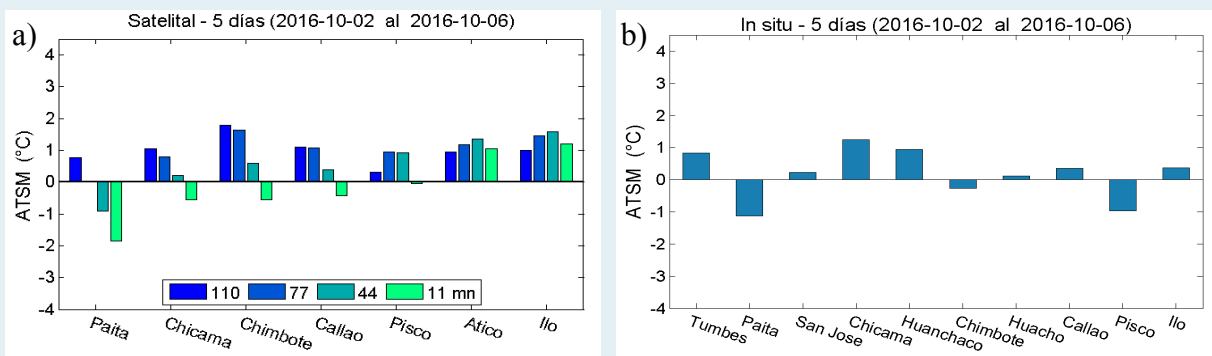 a)
Satelital - 5 días (2016-10-02 al 2016-10-06)
ATSM (°C)
4
3
2
1
0
-1
-2
-3
-4
110 77 44 11 mn
Paita Chicama Chimbote Callao Pisco Atico Ilo
b)
In situ - 5 días (2016-10-02 al 2016-10-06)
ATSM (°C)
4
3
2
1
0
-1
-2
-3
-4
Tumbes Paita San Jose Chicama Huanchaco Chimbote Huacho Callao Pisco Ilo